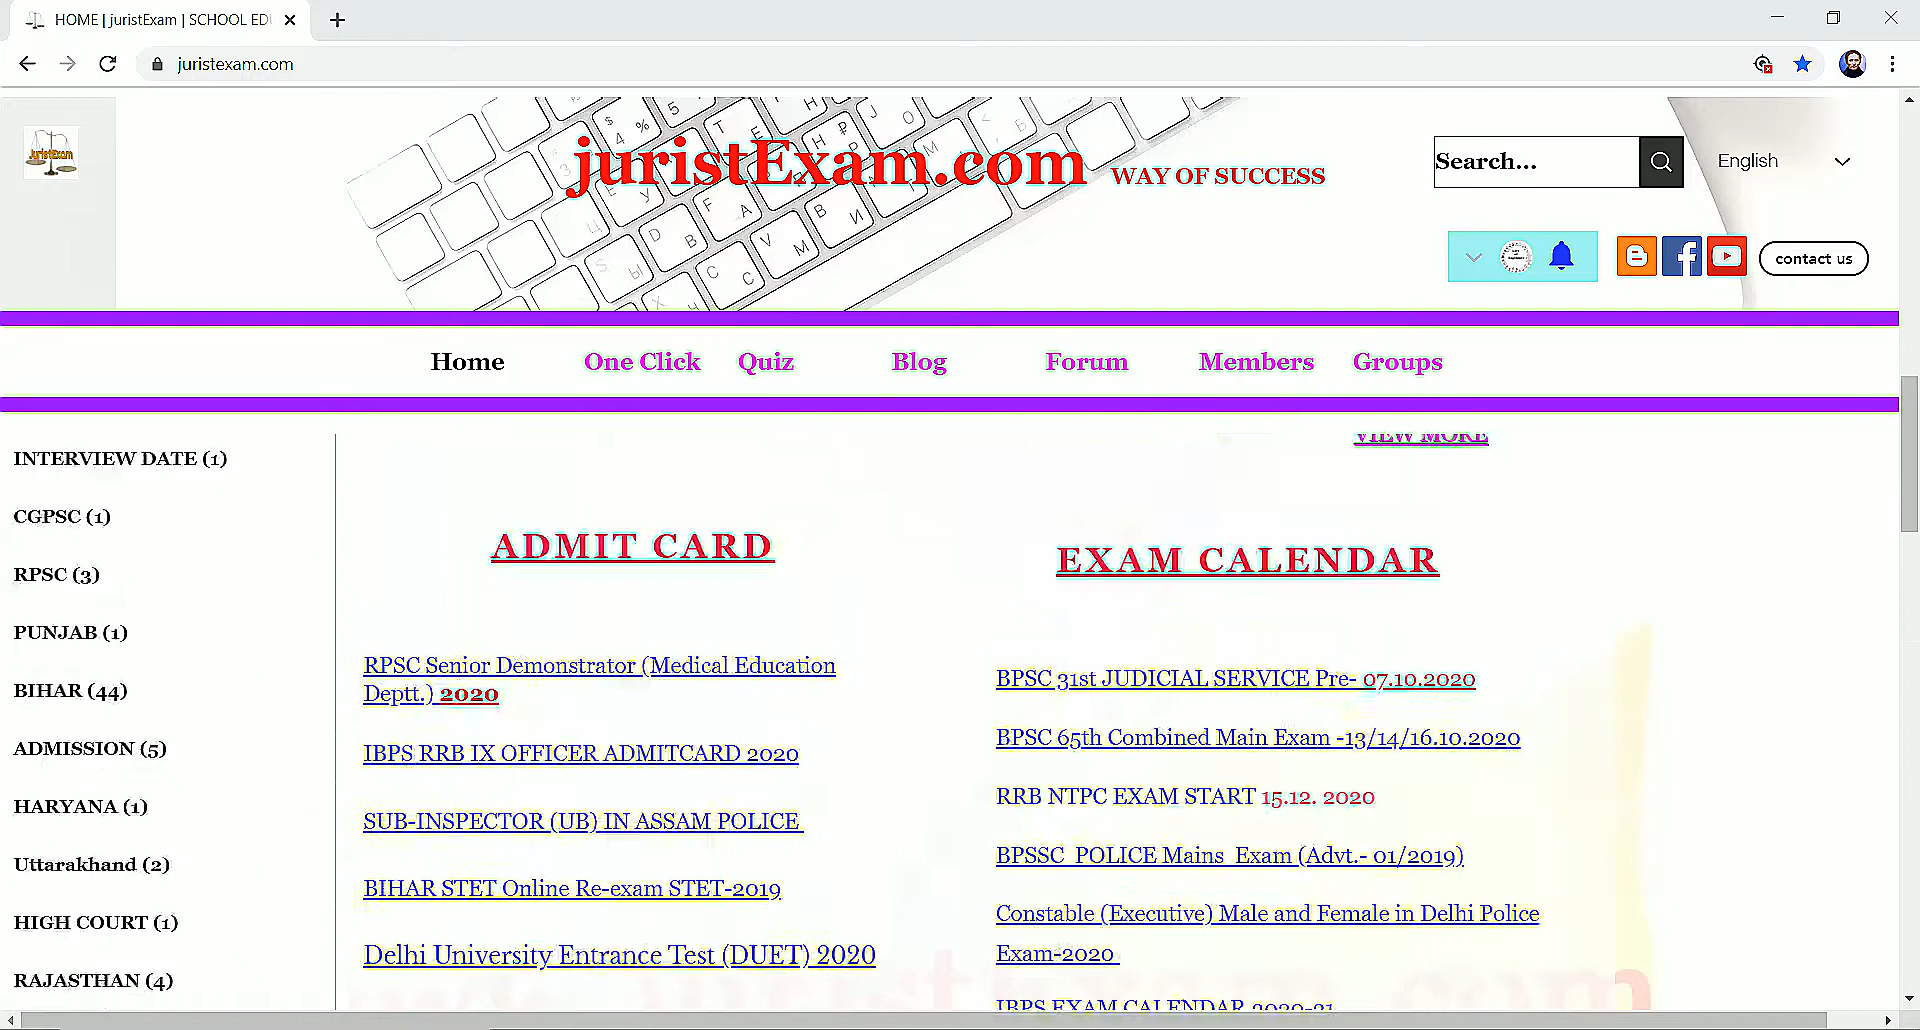 HOME | juristExam | SCHOOL EDU
juristexam.com
JuristExam
juristExam.com WAY OF SUCCESS
Search...
English
contact us
Home
One Click
Quiz
Blog
Forum
Members
Groups
VIEW MORE
INTERVIEW DATE (1)
CGPSC (1)
RPSC (3)
PUNJAB (1)
BIHAR (44)
ADMISSION (5)
HARYANA (1)
Uttarakhand (2)
HIGH COURT (1)
RAJASTHAN (4)
ADMIT CARD
RPSC Senior Demonstrator (Medical Education
Deptt.) 2020
IBPS RRB IX OFFICER ADMITCARD 2020
SUB-INSPECTOR (UB) IN ASSAM POLICE
BIHAR STET Online Re-exam STET-2019
Delhi University Entrance Test (DUET) 2020
EXAM CALENDAR
BPSC 31st JUDICIAL SERVICE Pre- 07.10.2020
BPSC 65th Combined Main Exam -13/14/16.10.2020
RRB NTPC EXAM START 15.12. 2020
BPSSC POLICE Mains Exam (Advt.- 01/2019)
Constable (Executive) Male and Female in Delhi Police
Exam-2020
IBPS EXAM CALENDAR 2020-21